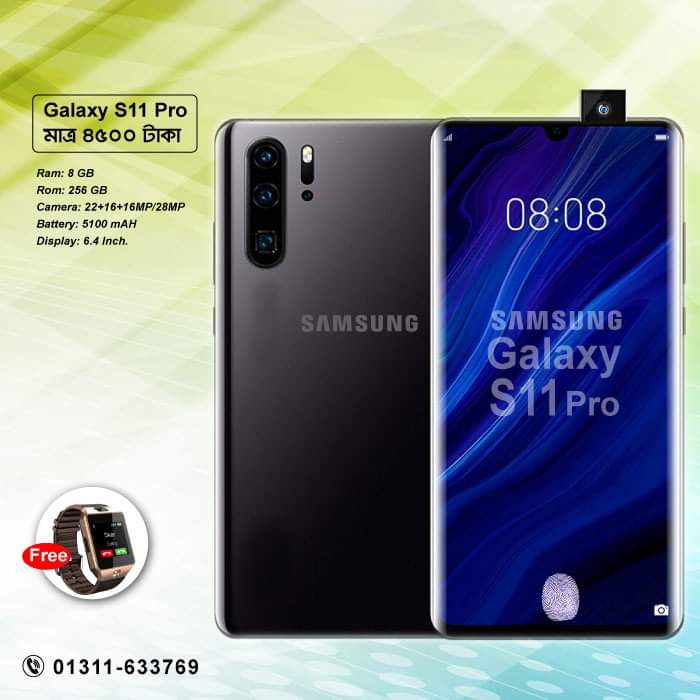 Galaxy S11 Pro
মাত্র ৪৫০০ টাকা
Ram: 8 GB
Rom: 256 GB
Camera: 22+16+16MP/28MP
Battery: 5100 mAH
Display: 6.4 Inch.
08:08
SAMSUNG
SAMSUNG
Galaxy
S11 Pro
Free
01311-633769